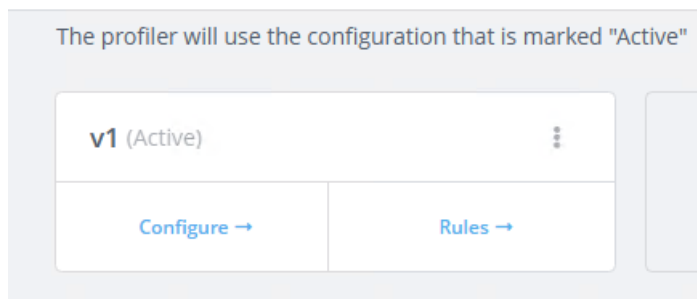 The profiler will use the configuration that is marked "Active"
v1 (Active)
Configure →
Rules →